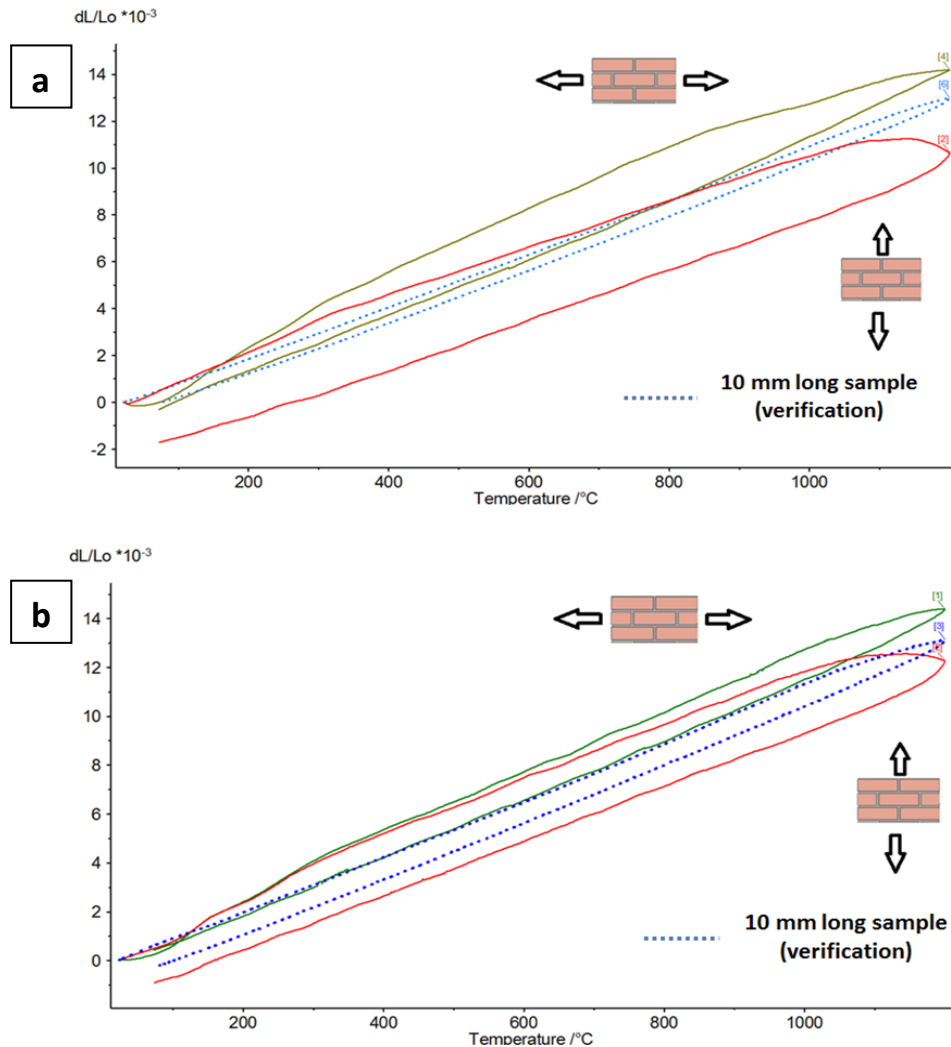 dL/Lo *10⁻³
a
14
12
10
8
6
4
2
0
-2
[4]
[6]
[2]
10 mm long sample
(verification)
200 400 600 800 1000
Temperature /°C
dL/Lo *10⁻³
b
14
12
10
8
6
4
2
0
[1]
[3]
10 mm long sample
(verification)
200 400 600 800 1000
Temperature /°C